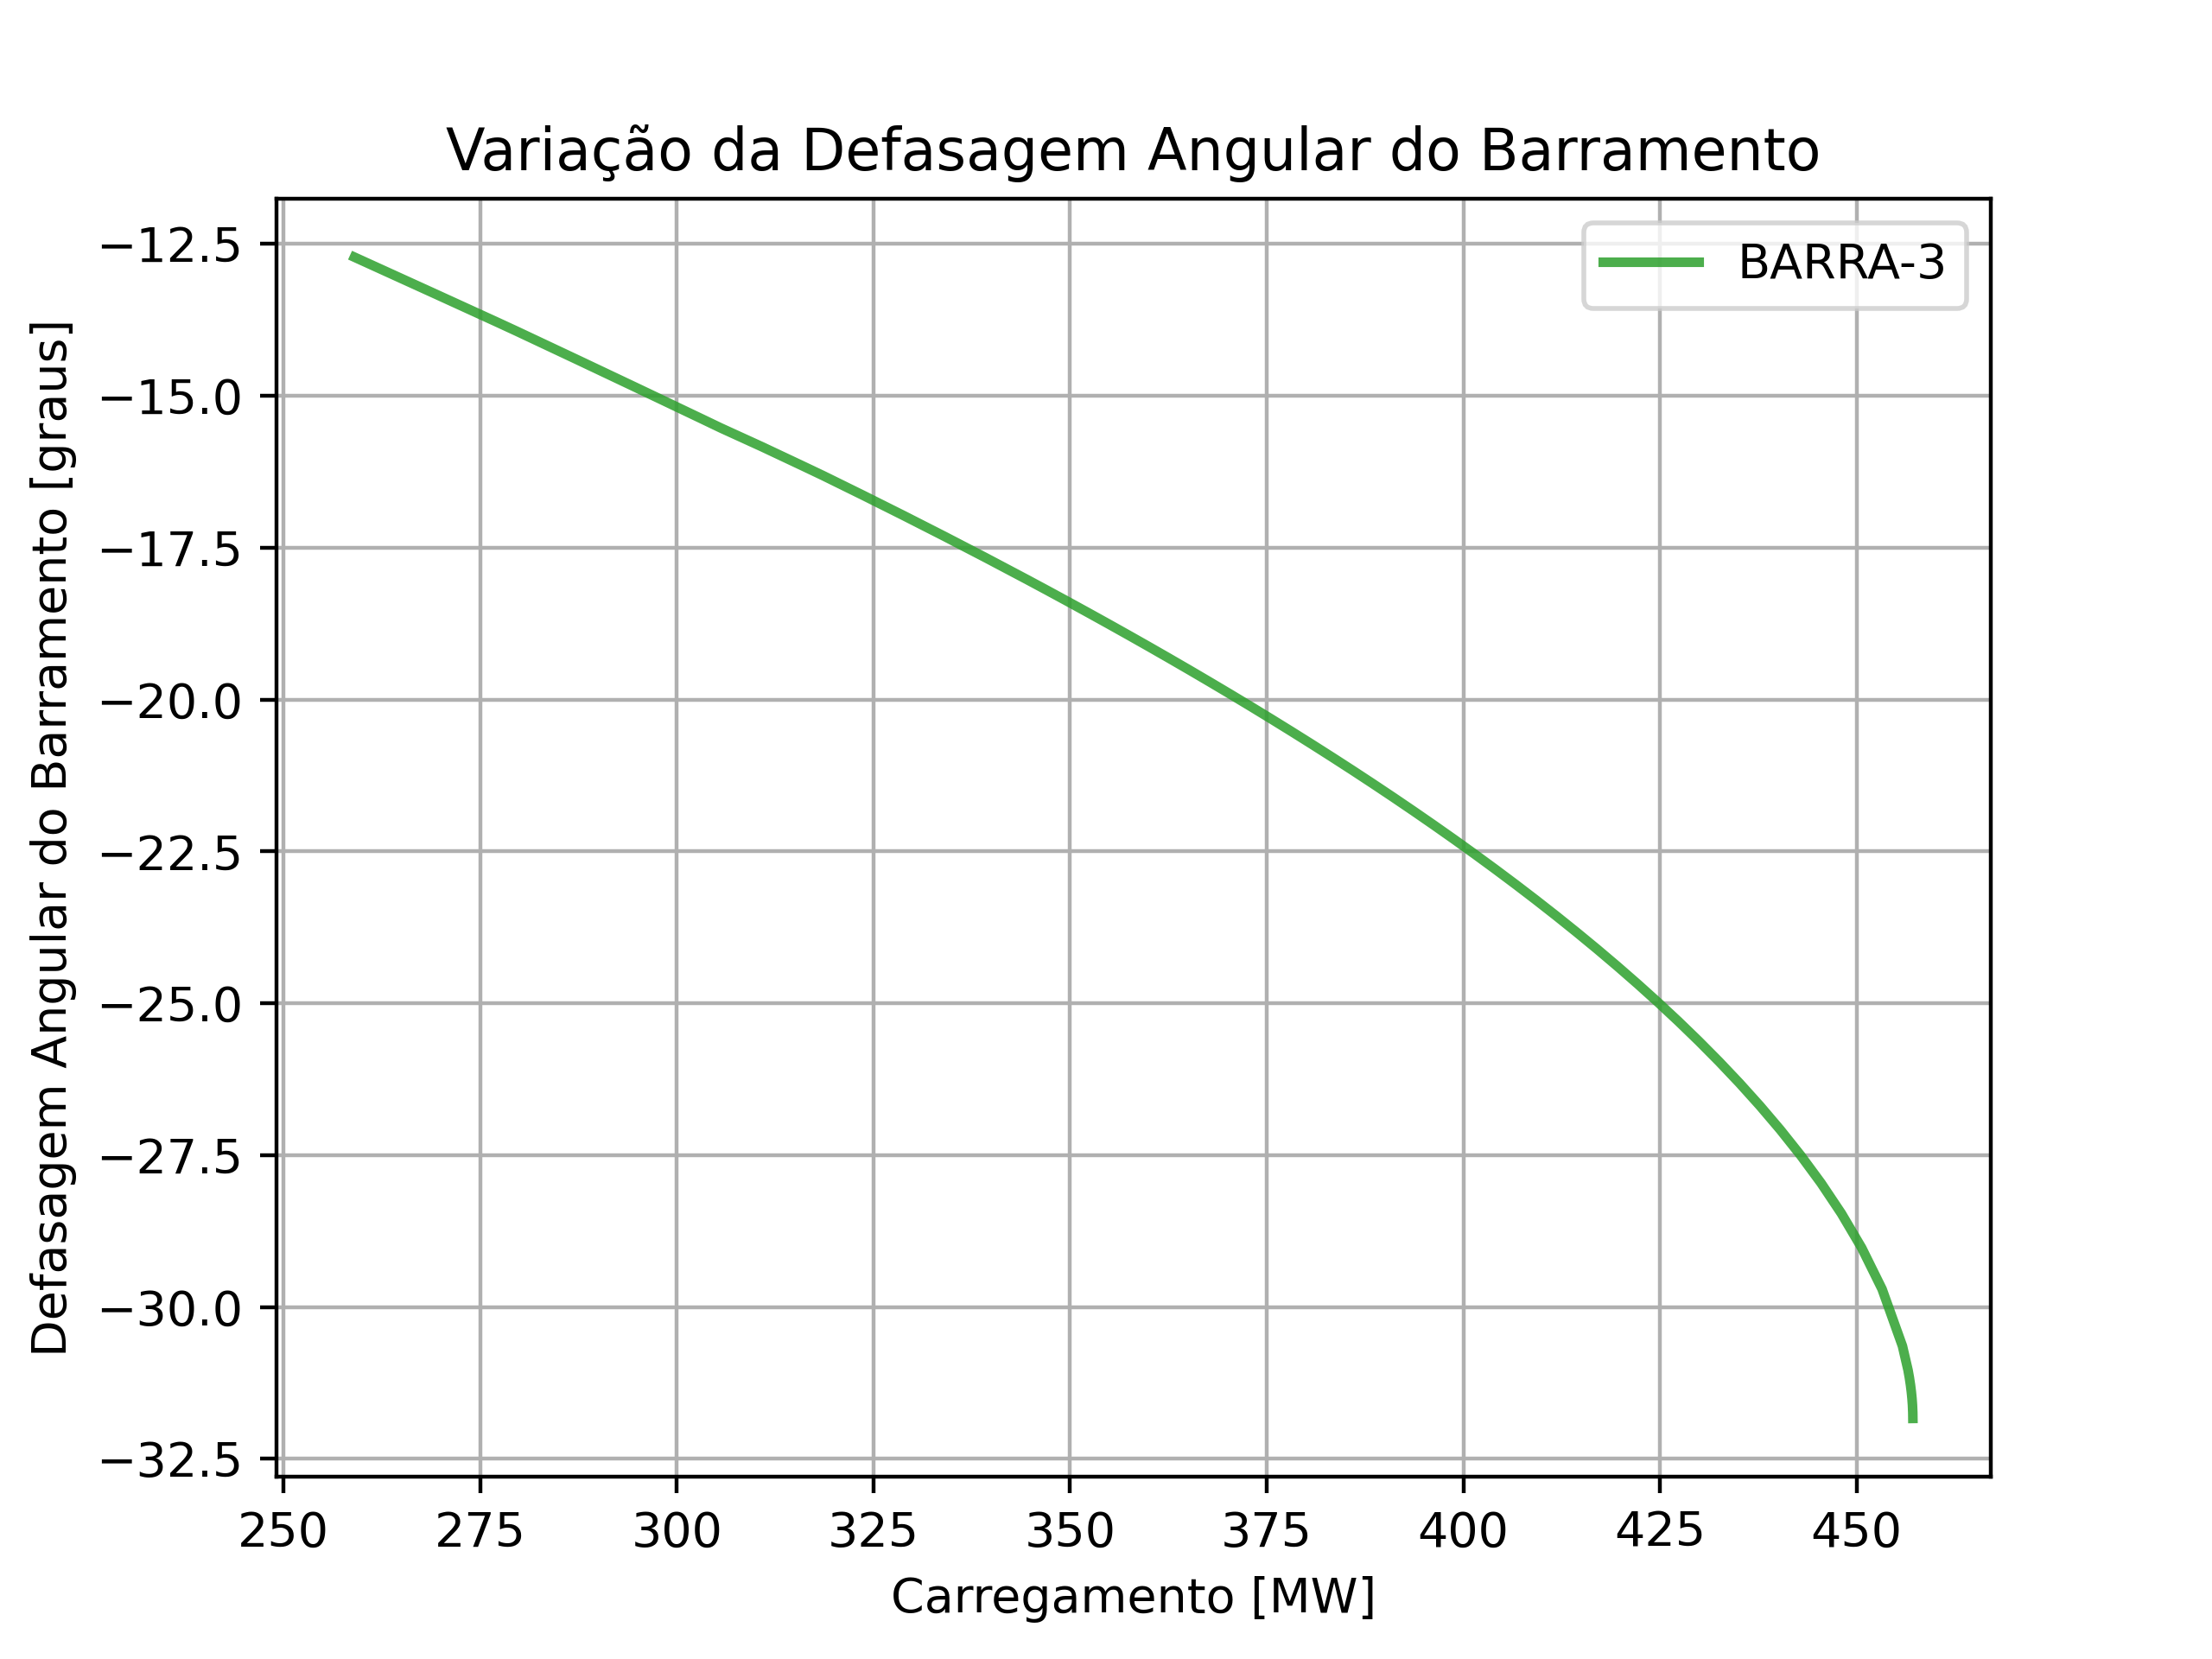 Variação da Defasagem Angular do Barramento
BARRA-3
Defasagem Angular do Barramento [graus]
−12.5
−15.0
−17.5
−20.0
−22.5
−25.0
−27.5
−30.0
−32.5
250 275 300 325 350 375 400 425 450
Carregamento [MW]